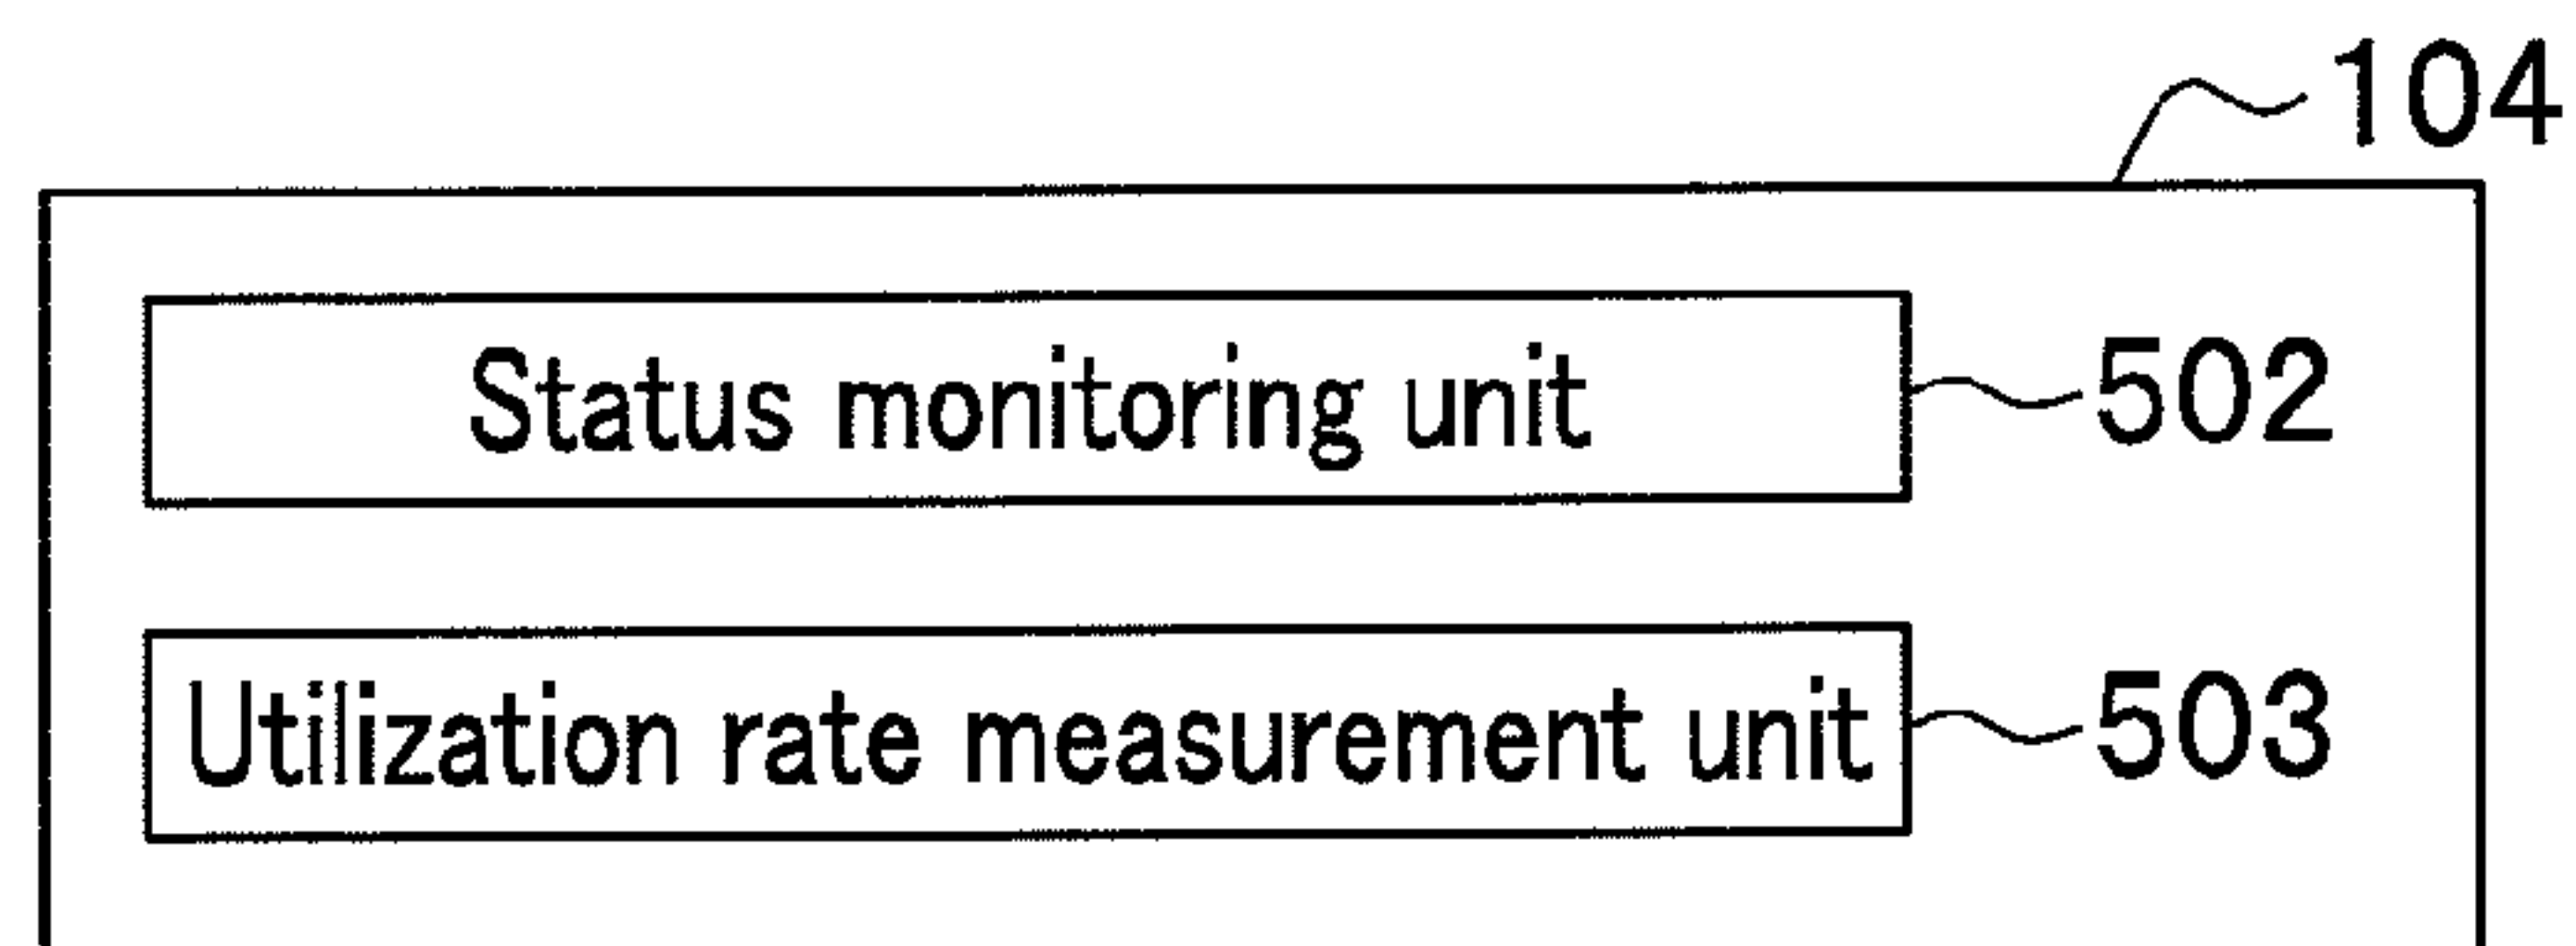 104
Status monitoring unit 502
Utilization rate measurement unit 503